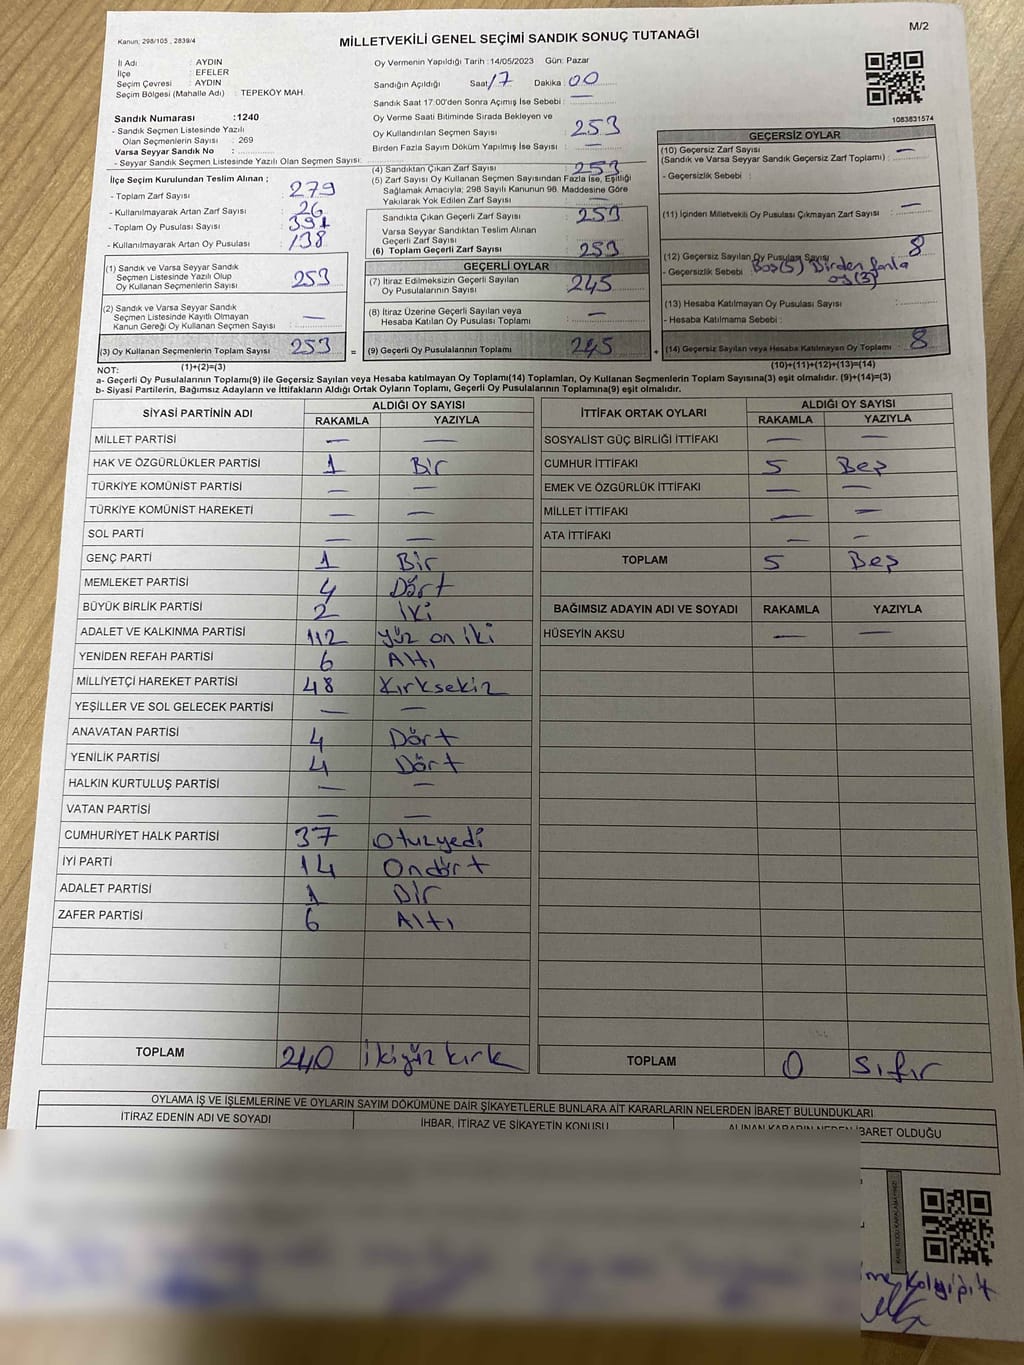 M/2
Kanun; 298/105 , 2839/4
MİLLETVEKİLİ GENEL SEÇİMİ SANDIK SONUÇ TUTANAĞI
İl Adı : AYDIN
İlçe : EFELER
Seçim Çevresi : AYDIN
Seçim Bölgesi (Mahalle Adı) : TEPEKÖY MAH.
Sandık Numarası :1240
- Sandık Seçmen Listesinde Yazılı
Olan Seçmenlerin Sayısı : 269
Varsa Seyyar Sandık No :
- Seyyar Sandık Seçmen Listesinde Yazılı Olan Seçmen Sayısı:
İlçe Seçim Kurulundan Teslim Alınan ;
- Toplam Zarf Sayısı : 279
- Kullanılmayarak Artan Zarf Sayısı : 26
- Toplam Oy Pusulası Sayısı : 391
- Kullanılmayarak Artan Oy Pusulası : 138
(1) Sandık ve Varsa Seyyar Sandık
Seçmen Listesinde Yazılı Olup
Oy Kullanan Seçmenlerin Sayısı : 253
(2) Sandık ve Varsa Seyyar Sandık
Seçmen Listesinde Kayıtlı Olmayan
Kanun Gereği Oy Kullanan Seçmen Sayısı : —
(3) Oy Kullanan Seçmenlerin Toplam Sayısı 253
(1)+(2)=(3)
Oy Vermenin Yapıldığı Tarih :14/05/2023 Gün: Pazar
Sandığın Açıldığı Saat 17 Dakika : 00
Sandık Saat 17:00'den Sonra Açımış İse Sebebi : —
Oy Verme Saati Bitiminde Sırada Bekleyen ve
Oy Kullandırılan Seçmen Sayısı : 253
Birden Fazla Sayım Döküm Yapılmış İse Sayısı : —
(4) Sandıktan Çıkan Zarf Sayısı : 253
(5) Zarf Sayısı Oy Kullanan Seçmen Sayısından Fazla İse, Eşitliği
Sağlamak Amacıyla; 298 Sayılı Kanunun 98. Maddesine Göre
Yakılarak Yok Edilen Zarf Sayısı : —
Sandıkta Çıkan Geçerli Zarf Sayısı : 253
Varsa Seyyar Sandıktan Teslim Alınan
Geçerli Zarf Sayısı :
(6) Toplam Geçerli Zarf Sayısı : 253
GEÇERLİ OYLAR
(7) İtiraz Edilmeksizin Geçerli Sayılan
Oy Pusulalarının Sayısı : 245
(8) İtiraz Üzerine Geçerli Sayılan veya
Hesaba Katılan Oy Pusulası Toplamı : —
= (9) Geçerli Oy Pusulalarının Toplamı : 245
1083831574
GEÇERSİZ OYLAR
(10) Geçersiz Zarf Sayısı
(Sandık ve Varsa Seyyar Sandık Geçersiz Zarf Toplamı) : —
- Geçersizlik Sebebi :
(11) İçinden Milletvekili Oy Pusulası Çıkmayan Zarf Sayısı : —
(12) Geçersiz Sayılan Oy Pusulası Sayısı : 8
- Geçersizlik Sebebi : Boş(5) Birden fazla
oy (3)
(13) Hesaba Katılmayan Oy Pusulası Sayısı :
- Hesaba Katılmama Sebebi :
+ (14) Geçersiz Sayılan veya Hesaba Katılmayan Oy Toplamı : 8
(10)+(11)+(12)+(13)=(14)
NOT:
a- Geçerli Oy Pusulalarının Toplamı(9) ile Geçersiz Sayılan veya Hesaba katılmayan Oy Toplamı(14) Toplamları, Oy Kullanan Seçmenlerin Toplam Sayısına(3) eşit olmalıdır. (9)+(14)=(3)
b- Siyasi Partilerin, Bağımsız Adayların ve İttifakların Aldığı Ortak Oyların Toplamı, Geçerli Oy Pusulalarının Toplamına(9) eşit olmalıdır.
SİYASİ PARTİNİN ADI ALDIĞI OY SAYISI
RAKAMLA YAZIYLA
MİLLET PARTİSİ — —
HAK VE ÖZGÜRLÜKLER PARTİSİ 1 Bir
TÜRKİYE KOMÜNİST PARTİSİ — —
TÜRKİYE KOMÜNİST HAREKETİ — —
SOL PARTİ — —
GENÇ PARTİ 1 Bir
MEMLEKET PARTİSİ 4 Dört
BÜYÜK BİRLİK PARTİSİ 2 İki
ADALET VE KALKINMA PARTİSİ 112 yüz on iki
YENİDEN REFAH PARTİSİ 6 Altı
MİLLİYETÇİ HAREKET PARTİSİ 48 Kırksekiz
YEŞİLLER VE SOL GELECEK PARTİSİ — —
ANAVATAN PARTİSİ 4 Dört
YENİLİK PARTİSİ 4 Dört
HALKIN KURTULUŞ PARTİSİ — —
VATAN PARTİSİ — —
CUMHURİYET HALK PARTİSİ 37 Otuzyedi
İYİ PARTİ 14 Ondört
ADALET PARTİSİ 1 Bir
ZAFER PARTİSİ 6 Altı
TOPLAM 240 ikiyüz kırk
İTTİFAK ORTAK OYLARI ALDIĞI OY SAYISI
RAKAMLA YAZIYLA
SOSYALİST GÜÇ BİRLİĞİ İTTİFAKI — —
CUMHUR İTTİFAKI 5 Beş
EMEK VE ÖZGÜRLÜK İTTİFAKI — —
MİLLET İTTİFAKI — —
ATA İTTİFAKI — —
TOPLAM 5 Beş
BAĞIMSIZ ADAYIN ADI VE SOYADI RAKAMLA YAZIYLA
HÜSEYİN AKSU — —
TOPLAM 0 Sıfır
OYLAMA İŞ VE İŞLEMLERİNE VE OYLARIN SAYIM DÖKÜMÜNE DAİR ŞİKAYETLERLE BUNLARA AİT KARARLARIN NELERDEN İBARET BULUNDUKLARI
İTİRAZ EDENİN ADI VE SOYADI
İHBAR, İTİRAZ VE ŞİKAYETİN KONUSU
ALINAN KARARIN NEDEN İBARET OLDUĞU